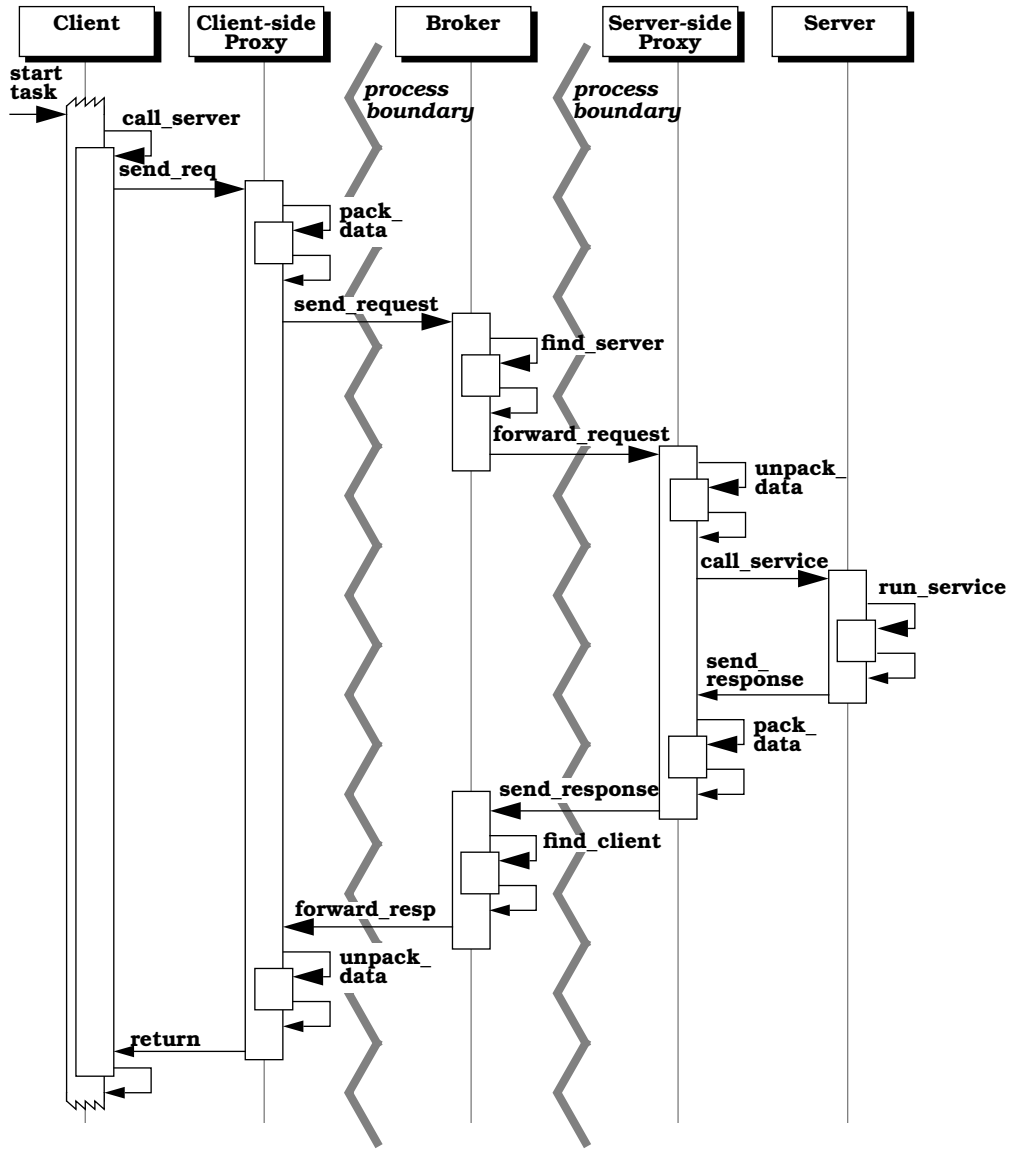 Client
Client-side
Proxy
Broker
Server-side
Proxy
Server
start
task
process
boundary
process
boundary
call_server
send_req
pack_
data
send_request
find_server
forward_request
unpack_
data
call_service
run_service
send_
response
pack_
data
send_response
find_client
forward_resp
unpack_
data
return